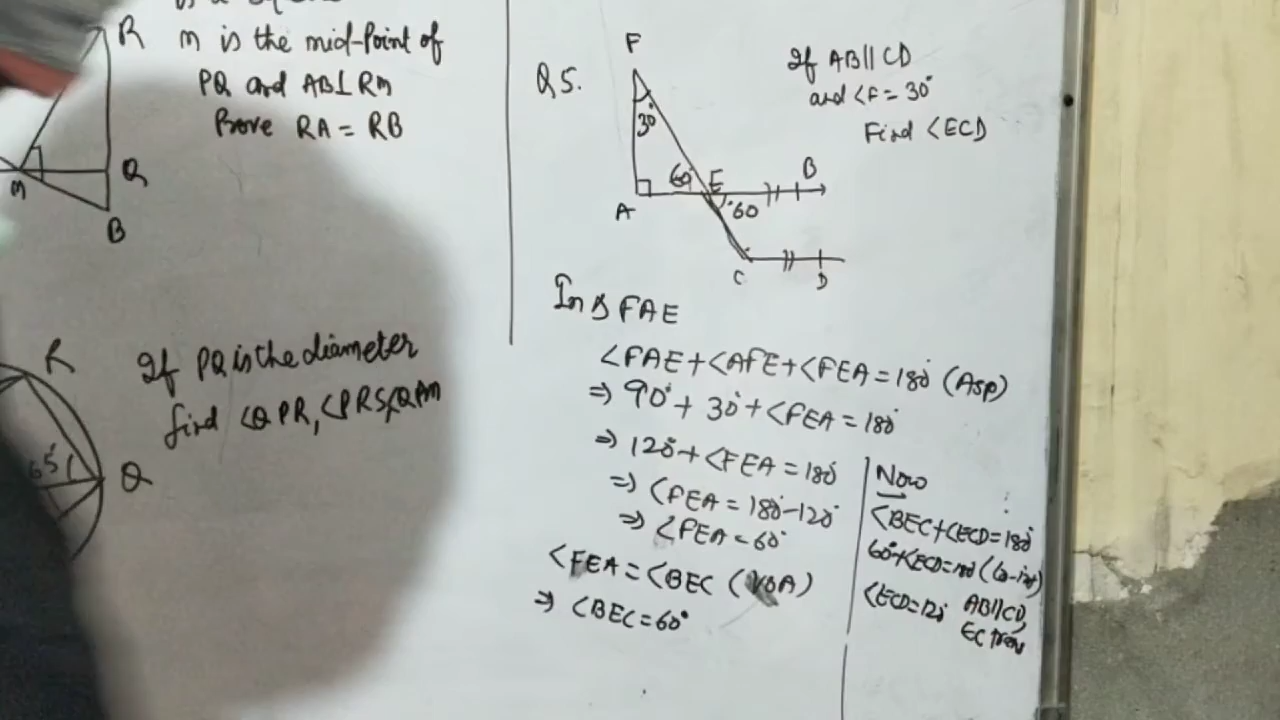 R
M is the mid-Point of
PQ and AB⊥RM
Prove RA = RB
M
Q
B
R
If PQ is the diameter
find <QPR, <PRS, QPM
65°
Q
Q5.
F
30°
A
60°
E
B
60
C
D
If AB||CD
and <F = 30°
Find <ECD
In Δ FAE
<FAE + <AFE + <FEA = 180° (ASP)
⇒ 90° + 30° + <FEA = 180°
⇒ 120° + <FEA = 180°
⇒ <FEA = 180° - 120°
⇒ <FEA = 60°
<FEA = <BEC (VOA)
⇒ <BEC = 60°
Now
<BEC + <ECD = 180°
60° + <ECD = 180 (Co-int)
<ECD = 120° AB||CD,
EC tran